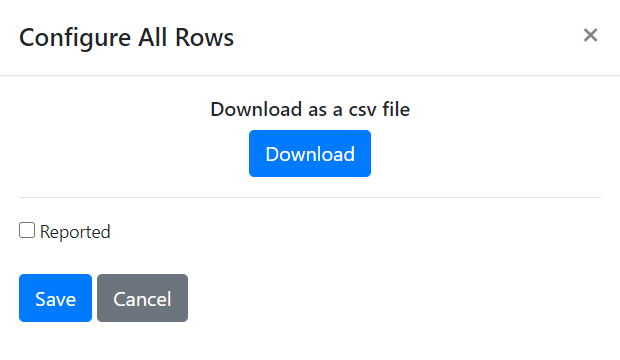 Configure All Rows
×
Download as a csv file
Download
Reported
Save Cancel